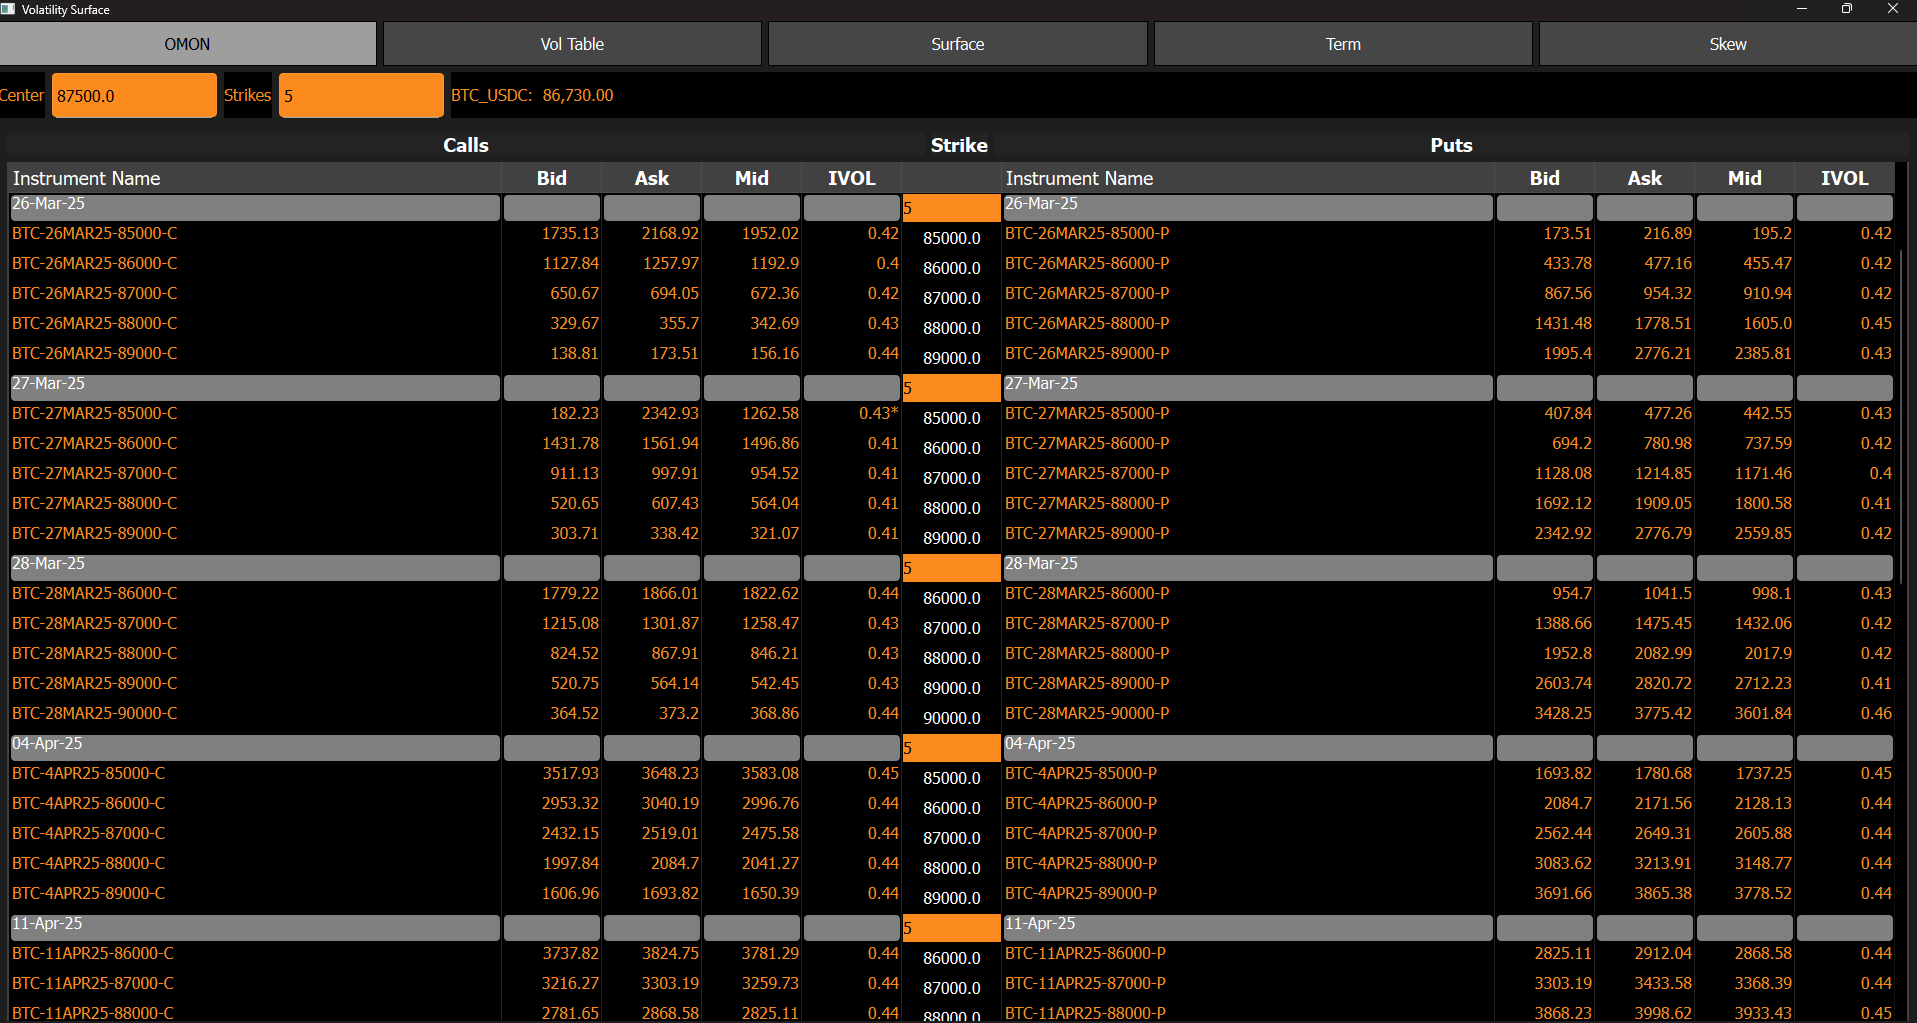 Volatility Surface
OMON Vol Table Surface Term Skew
Center 87500.0 Strikes 5 BTC_USDC: 86,730.00
Calls Strike Puts
Instrument Name Bid Ask Mid IVOL Instrument Name Bid Ask Mid IVOL
26-Mar-25 5 26-Mar-25
BTC-26MAR25-85000-C 1735.13 2168.92 1952.02 0.42 85000.0 BTC-26MAR25-85000-P 173.51 216.89 195.2 0.42
BTC-26MAR25-86000-C 1127.84 1257.97 1192.9 0.4 86000.0 BTC-26MAR25-86000-P 433.78 477.16 455.47 0.42
BTC-26MAR25-87000-C 650.67 694.05 672.36 0.42 87000.0 BTC-26MAR25-87000-P 867.56 954.32 910.94 0.42
BTC-26MAR25-88000-C 329.67 355.7 342.69 0.43 88000.0 BTC-26MAR25-88000-P 1431.48 1778.51 1605.0 0.45
BTC-26MAR25-89000-C 138.81 173.51 156.16 0.44 89000.0 BTC-26MAR25-89000-P 1995.4 2776.21 2385.81 0.43
27-Mar-25 5 27-Mar-25
BTC-27MAR25-85000-C 182.23 2342.93 1262.58 0.43* 85000.0 BTC-27MAR25-85000-P 407.84 477.26 442.55 0.43
BTC-27MAR25-86000-C 1431.78 1561.94 1496.86 0.41 86000.0 BTC-27MAR25-86000-P 694.2 780.98 737.59 0.42
BTC-27MAR25-87000-C 911.13 997.91 954.52 0.41 87000.0 BTC-27MAR25-87000-P 1128.08 1214.85 1171.46 0.4
BTC-27MAR25-88000-C 520.65 607.43 564.04 0.41 88000.0 BTC-27MAR25-88000-P 1692.12 1909.05 1800.58 0.41
BTC-27MAR25-89000-C 303.71 338.42 321.07 0.41 89000.0 BTC-27MAR25-89000-P 2342.92 2776.79 2559.85 0.42
28-Mar-25 5 28-Mar-25
BTC-28MAR25-86000-C 1779.22 1866.01 1822.62 0.44 86000.0 BTC-28MAR25-86000-P 954.7 1041.5 998.1 0.43
BTC-28MAR25-87000-C 1215.08 1301.87 1258.47 0.43 87000.0 BTC-28MAR25-87000-P 1388.66 1475.45 1432.06 0.42
BTC-28MAR25-88000-C 824.52 867.91 846.21 0.43 88000.0 BTC-28MAR25-88000-P 1952.8 2082.99 2017.9 0.42
BTC-28MAR25-89000-C 520.75 564.14 542.45 0.43 89000.0 BTC-28MAR25-89000-P 2603.74 2820.72 2712.23 0.41
BTC-28MAR25-90000-C 364.52 373.2 368.86 0.44 90000.0 BTC-28MAR25-90000-P 3428.25 3775.42 3601.84 0.46
04-Apr-25 5 04-Apr-25
BTC-4APR25-85000-C 3517.93 3648.23 3583.08 0.45 85000.0 BTC-4APR25-85000-P 1693.82 1780.68 1737.25 0.45
BTC-4APR25-86000-C 2953.32 3040.19 2996.76 0.44 86000.0 BTC-4APR25-86000-P 2084.7 2171.56 2128.13 0.44
BTC-4APR25-87000-C 2432.15 2519.01 2475.58 0.44 87000.0 BTC-4APR25-87000-P 2562.44 2649.31 2605.88 0.44
BTC-4APR25-88000-C 1997.84 2084.7 2041.27 0.44 88000.0 BTC-4APR25-88000-P 3083.62 3213.91 3148.77 0.44
BTC-4APR25-89000-C 1606.96 1693.82 1650.39 0.44 89000.0 BTC-4APR25-89000-P 3691.66 3865.38 3778.52 0.44
11-Apr-25 5 11-Apr-25
BTC-11APR25-86000-C 3737.82 3824.75 3781.29 0.44 86000.0 BTC-11APR25-86000-P 2825.11 2912.04 2868.58 0.44
BTC-11APR25-87000-C 3216.27 3303.19 3259.73 0.44 87000.0 BTC-11APR25-87000-P 3303.19 3433.58 3368.39 0.44
BTC-11APR25-88000-C 2781.65 2868.58 2825.11 0.44 88000.0 BTC-11APR25-88000-P 3868.23 3998.62 3933.43 0.45